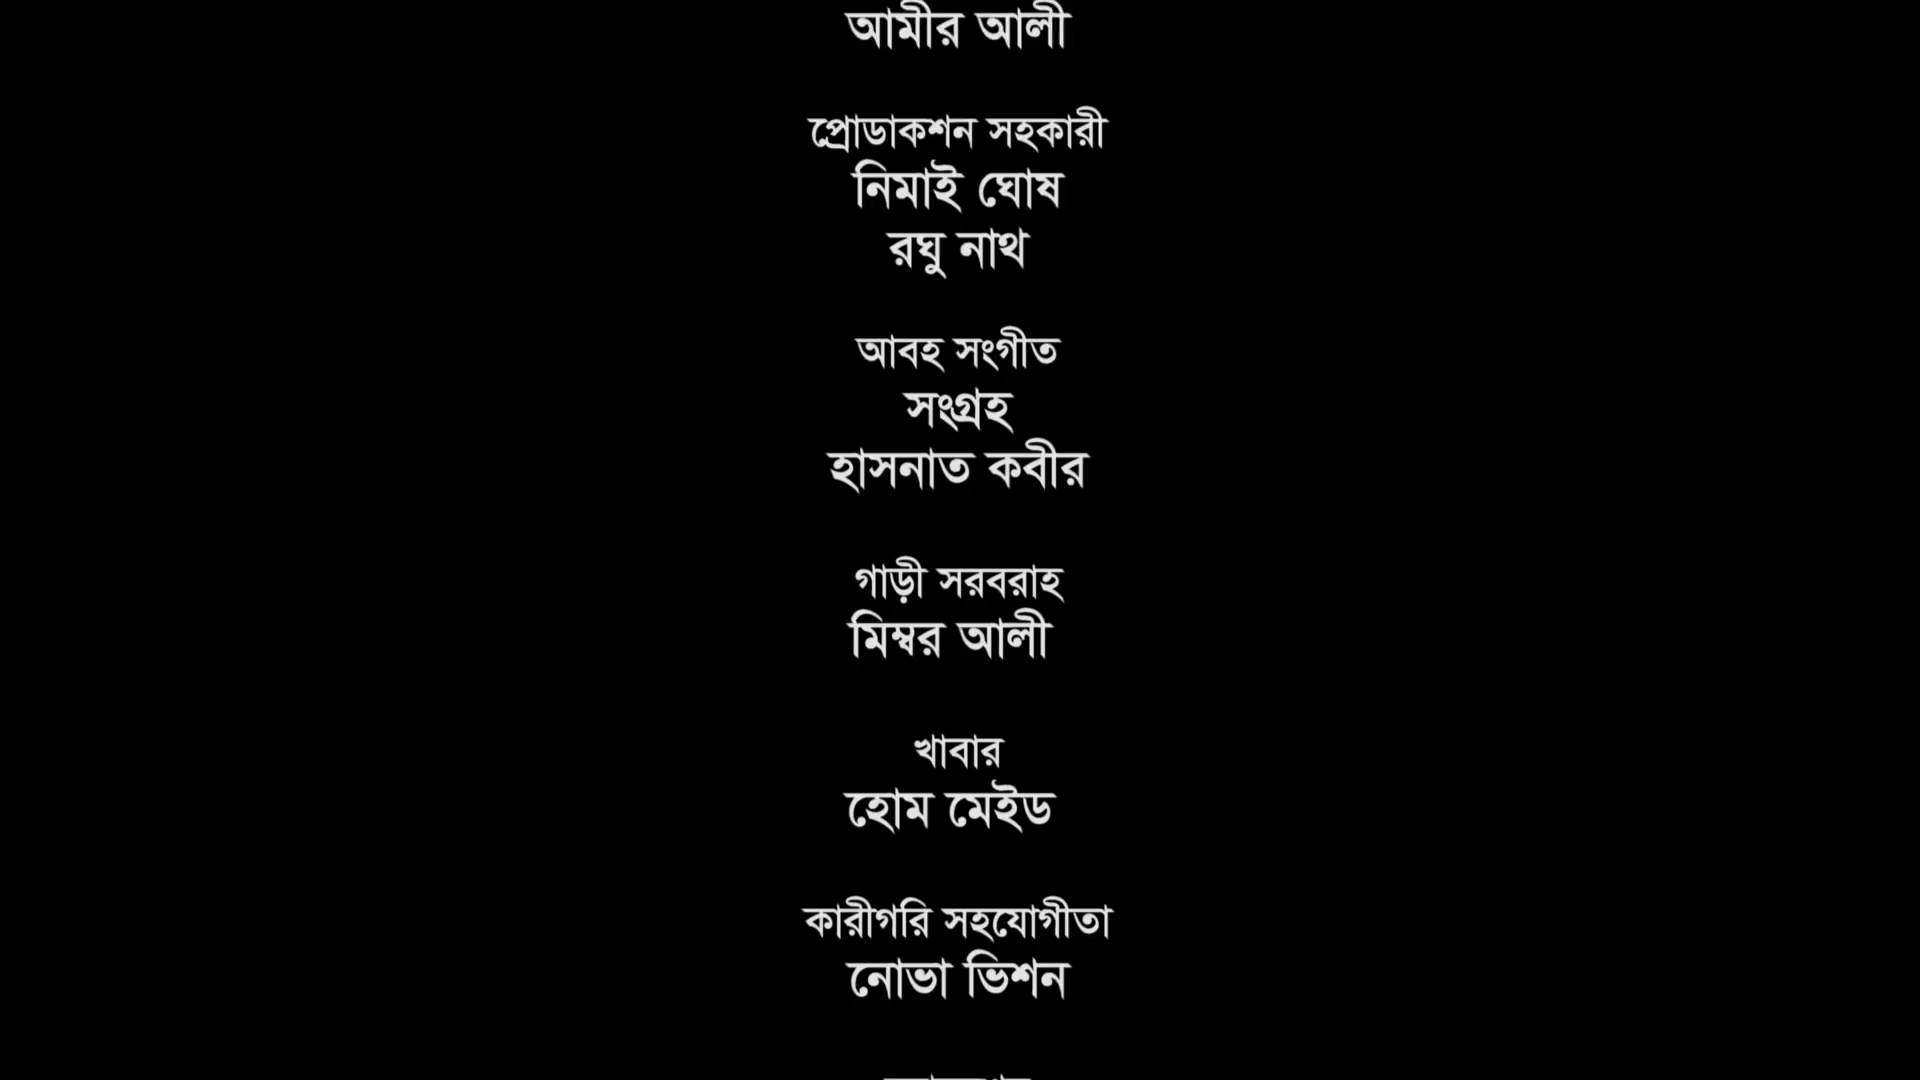 আমীর আলী
প্রোডাকশন সহকারী
নিমাই ঘোষ
রঘু নাথ
আবহ সংগীত
সংগ্রহ
হাসনাত কবীর
গাড়ী সরবরাহ
মিম্বর আলী
খাবার
হোম মেইড
কারীগরি সহযোগীতা
নোভা ভিশন